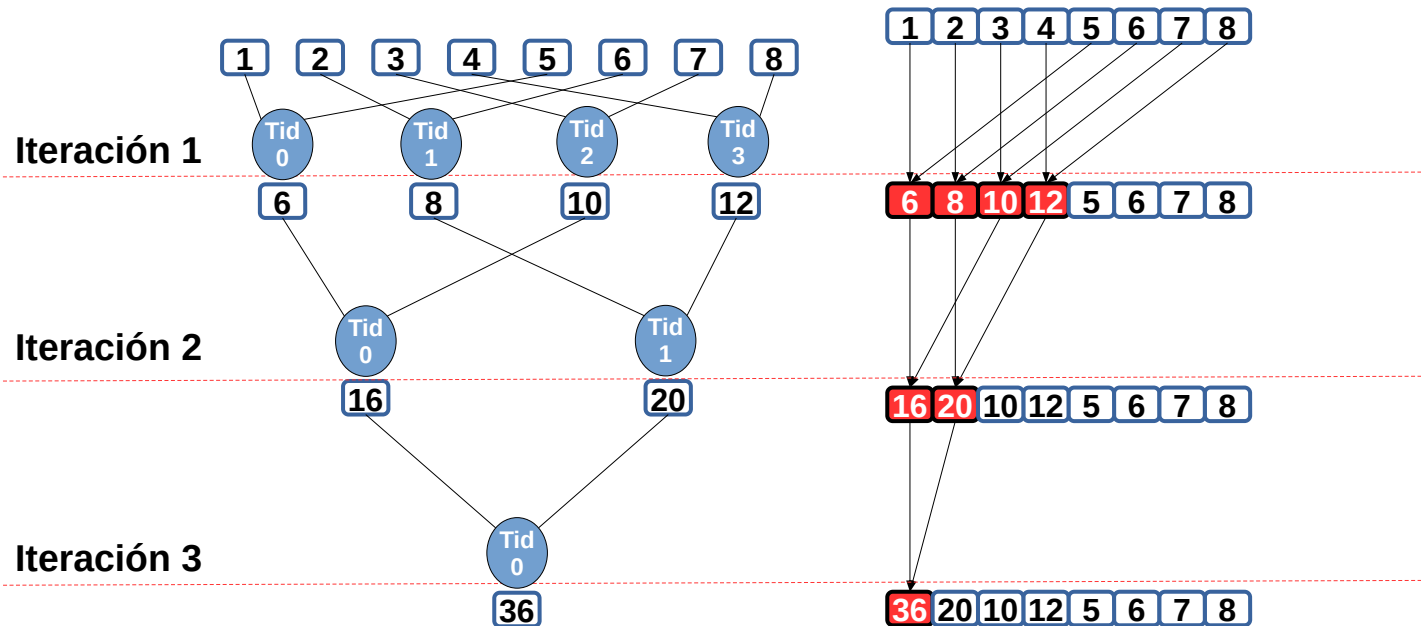 1 2 3 4 5 6 7 8
1 2 3 4 5 6 7 8
Tid Tid Tid Tid
0 1 2 3
Iteración 1
6 8 10 12
6 8 10 12 5 6 7 8
Tid Tid
0 1
Iteración 2
16 20
16 20 10 12 5 6 7 8
Tid
0
Iteración 3
36
36 20 10 12 5 6 7 8